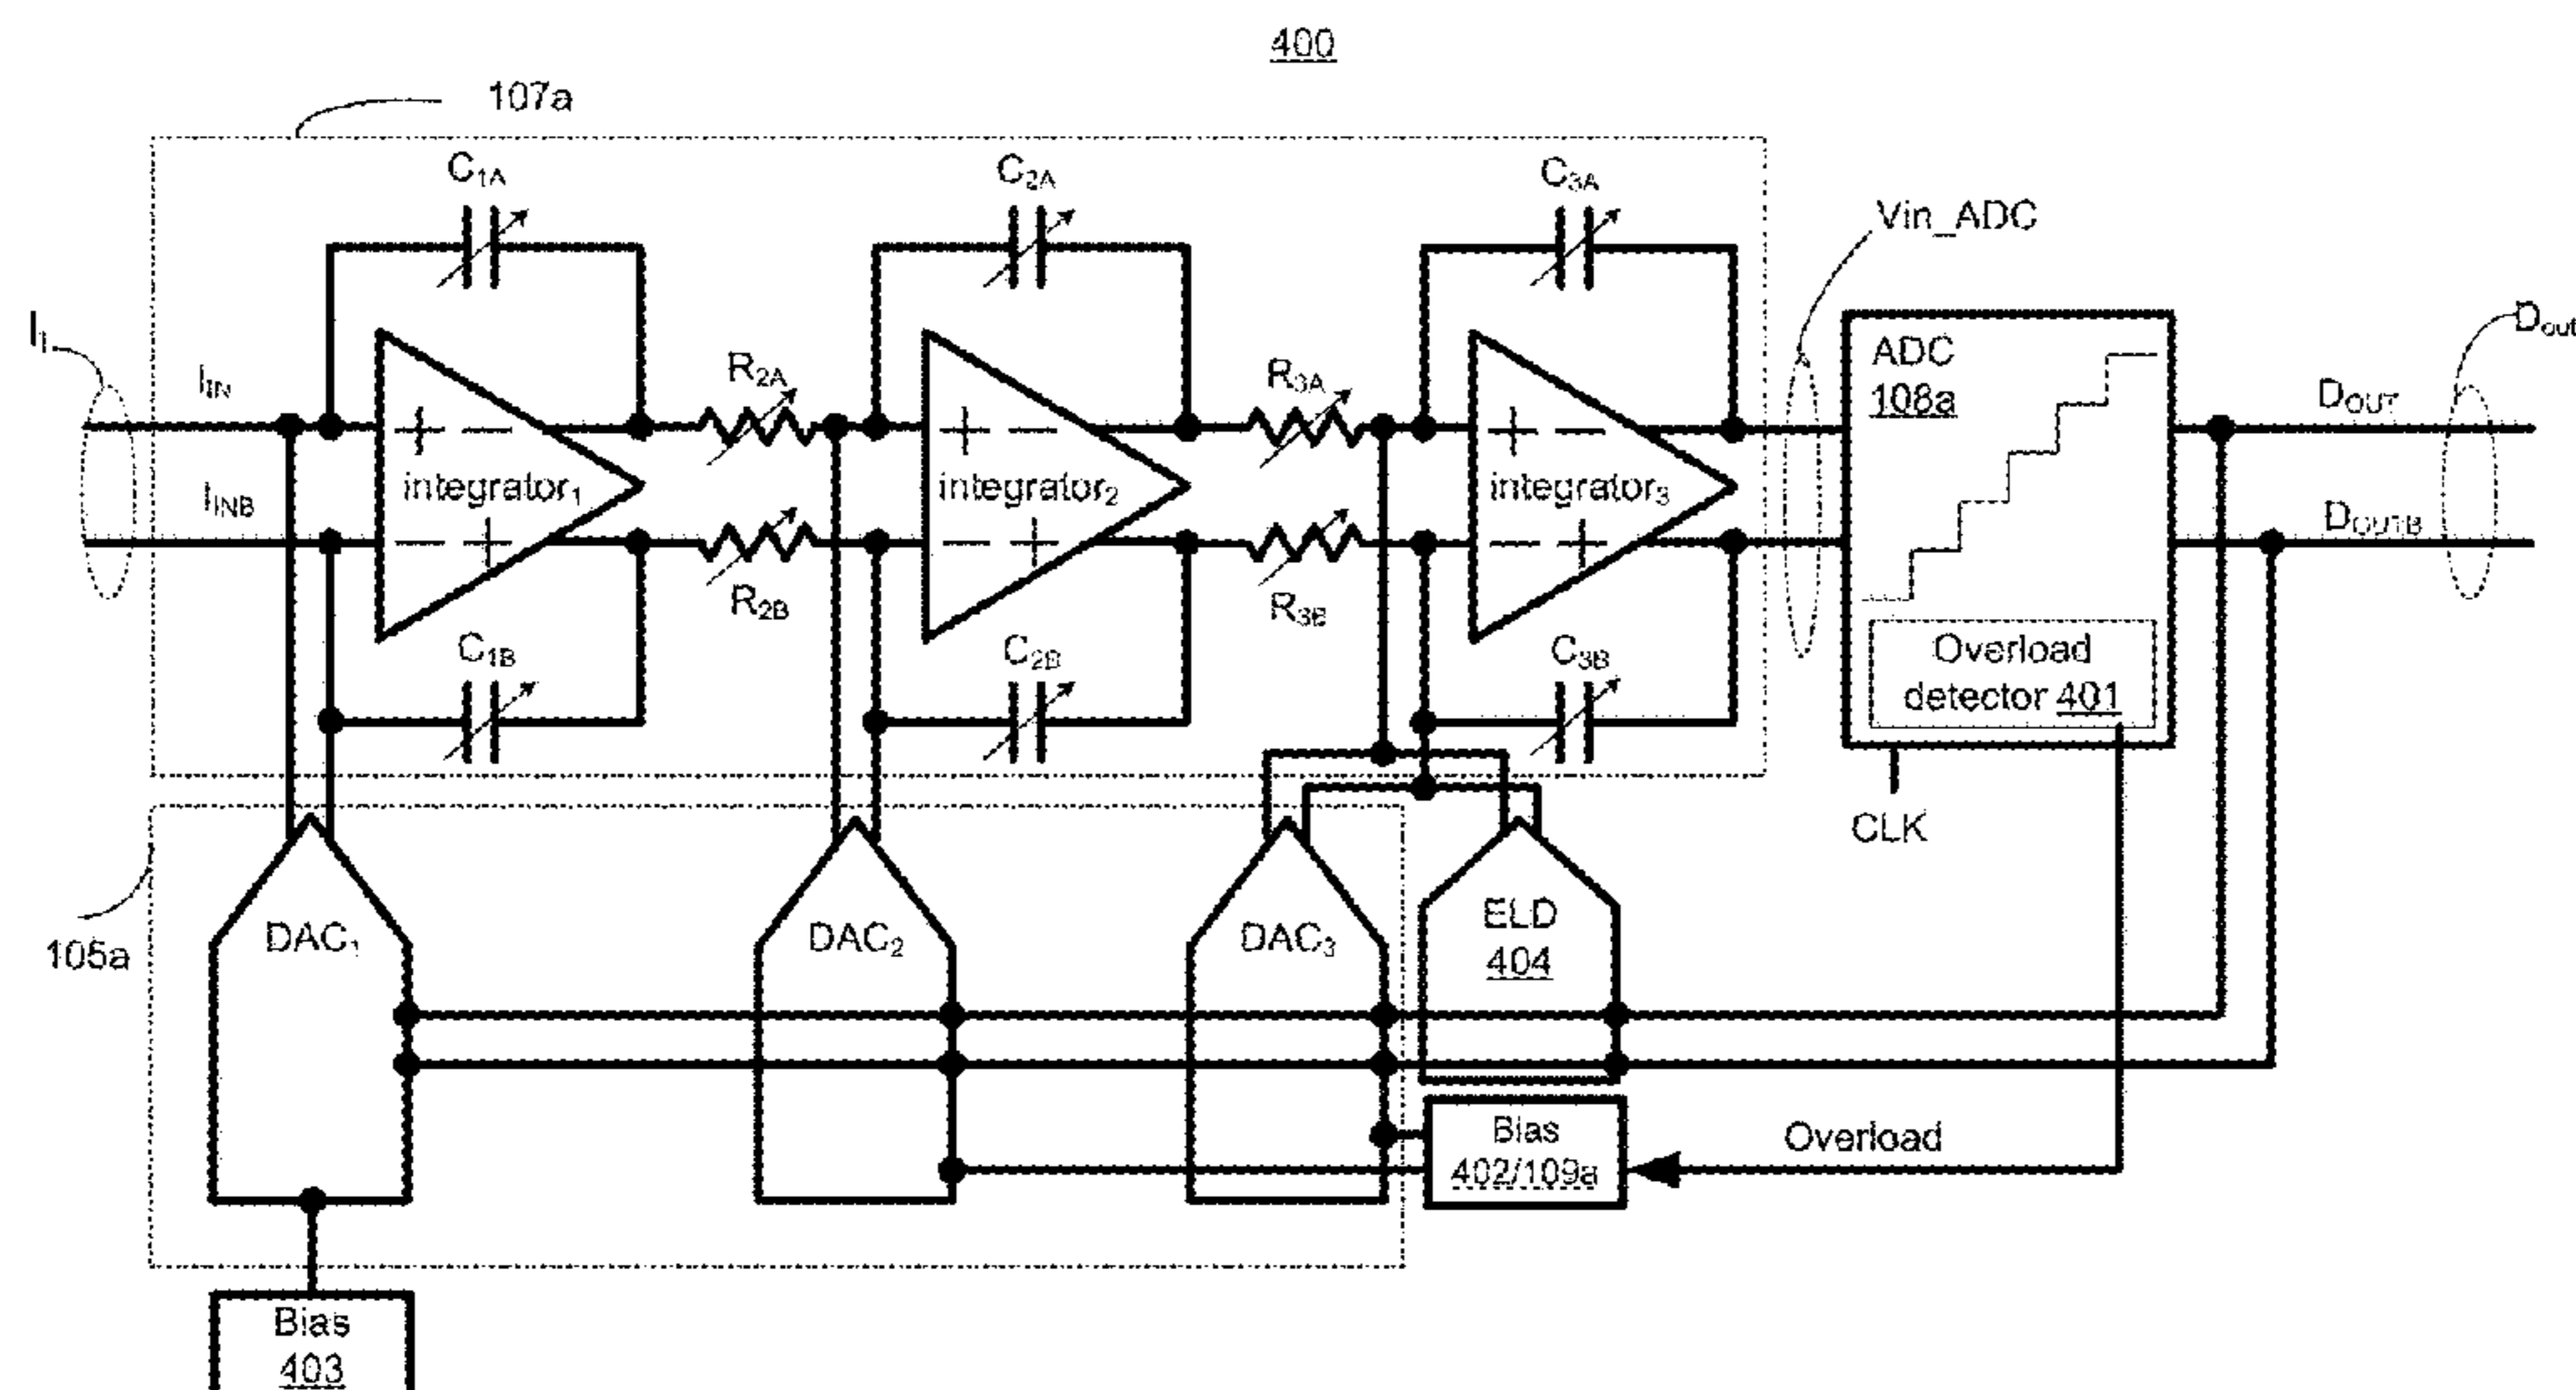 400
107a
C1A
C2A
C3A
Vin_ADC
II
IIN
R2A
R3A
ADC
108a
DOUT
Dout
+ −
integrator1
− +
+ −
integrator2
− +
+ −
integrator3
− +
IINB
DOUTB
R2B
R3B
C1B
C2B
C3B
Overload
detector 401
CLK
105a
DAC1
DAC2
DAC3
ELD
404
Bias
402/109a
Overload
Bias
403